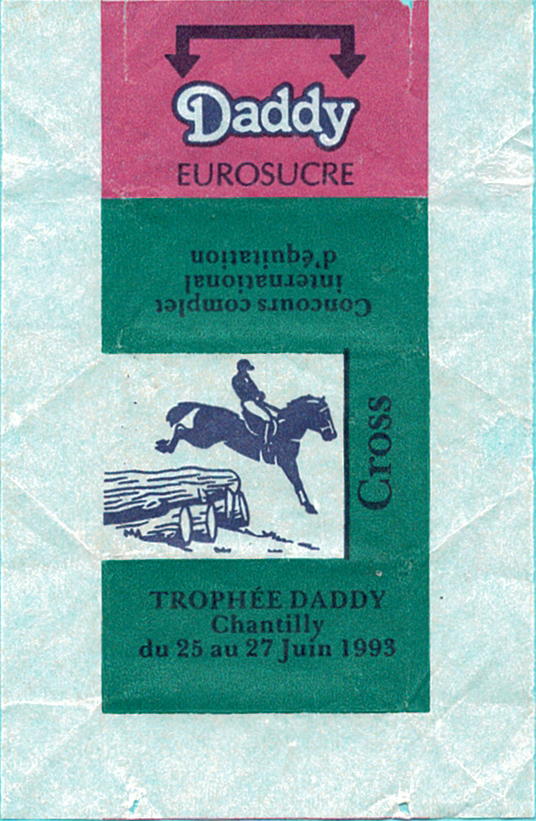 Daddy
EUROSUCRE
Concours complet
international
d'équitation
Cross
TROPHÉE DADDY
Chantilly
du 25 au 27 Juin 1993